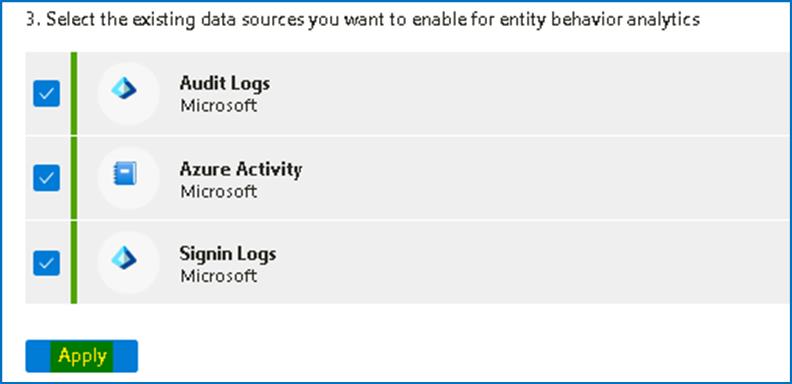 3. Select the existing data sources you want to enable for entity behavior analytics
Audit Logs
Microsoft
Azure Activity
Microsoft
Signin Logs
Microsoft
Apply